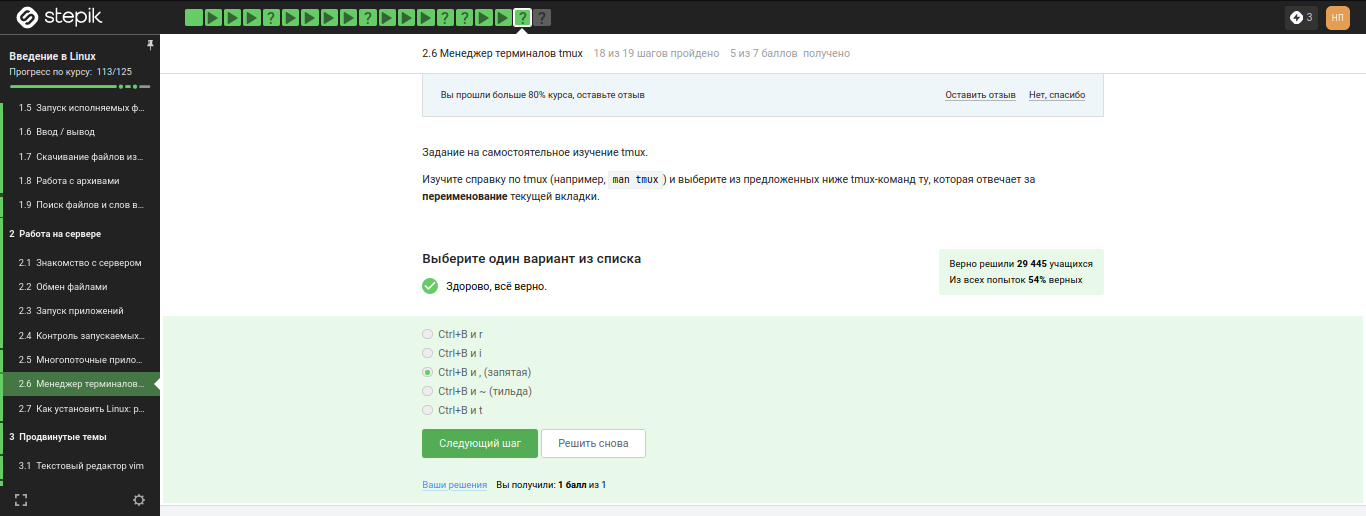 stepik
3
НП
Введение в Linux
Прогресс по курсу: 113/125
1.5 Запуск исполняемых ф...
1.6 Ввод / вывод
1.7 Скачивание файлов из...
1.8 Работа с архивами
1.9 Поиск файлов и слов в...
2 Работа на сервере
2.1 Знакомство с сервером
2.2 Обмен файлами
2.3 Запуск приложений
2.4 Контроль запускаемых...
2.5 Многопоточные прило...
2.6 Менеджер терминалов...
2.7 Как установить Linux: р...
3 Продвинутые темы
3.1 Текстовый редактор vim
2.6 Менеджер терминалов tmux 18 из 19 шагов пройдено 5 из 7 баллов получено
Вы прошли больше 80% курса, оставьте отзыв
Оставить отзыв Нет, спасибо
Задание на самостоятельное изучение tmux.
Изучите справку по tmux (например, man tmux ) и выберите из предложенных ниже tmux-команд ту, которая отвечает за
переименование текущей вкладки.
Выберите один вариант из списка
Здорово, всё верно.
Верно решили 29 445 учащихся
Из всех попыток 54% верных
Ctrl+B и r
Ctrl+B и i
Ctrl+B и , (запятая)
Ctrl+B и ~ (тильда)
Ctrl+B и t
Следующий шаг Решить снова
Ваши решения Вы получили: 1 балл из 1